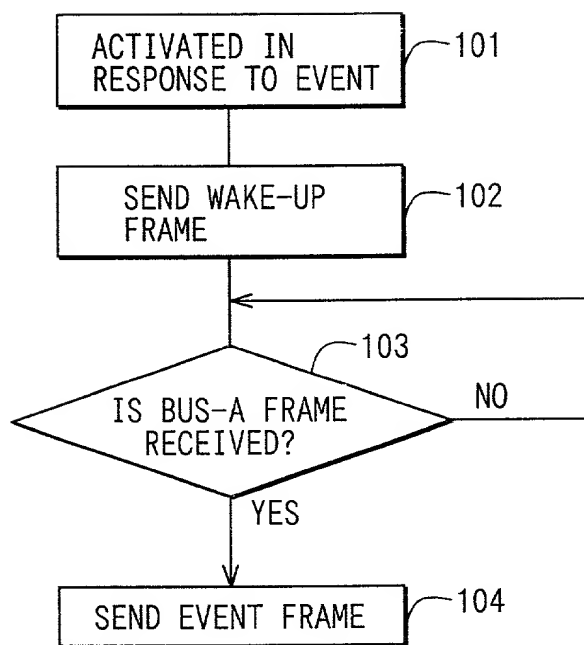 ACTIVATED IN
RESPONSE TO EVENT
101
SEND WAKE-UP
FRAME
102
103
IS BUS-A FRAME
RECEIVED?
NO
YES
SEND EVENT FRAME
104